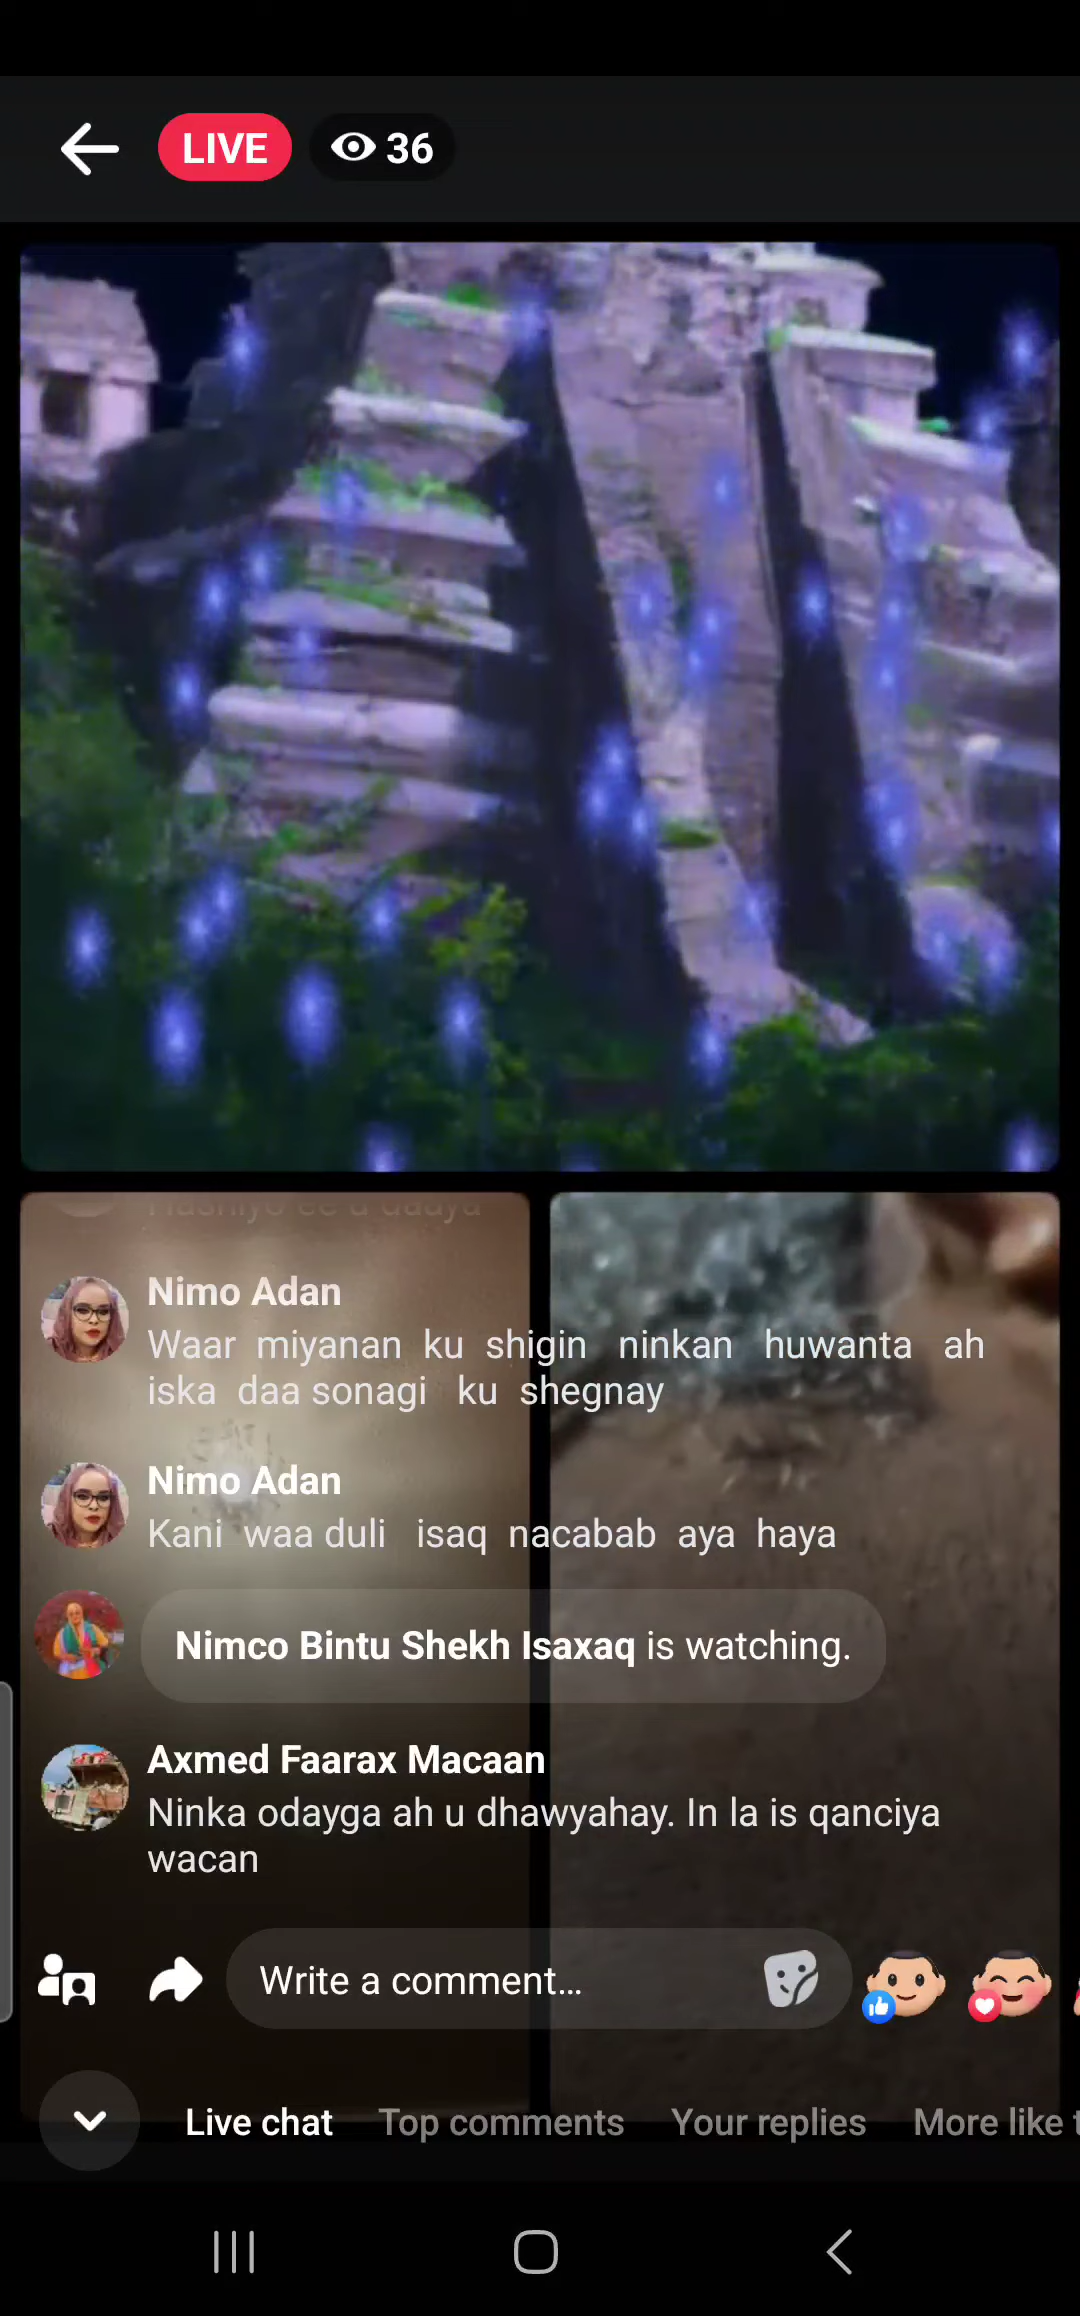 LIVE 36
Nimo Adan
Waar miyanan ku shigin ninkan huwanta ah
iska daa sonagi ku shegnay
Nimo Adan
Kani waa duli isaq nacabab aya haya
Nimco Bintu Shekh Isaxaq is watching.
Axmed Faarax Macaan
Ninka odayga ah u dhawyahay. In la is qanciya
wacan
Write a comment...
Live chat Top comments Your replies More like